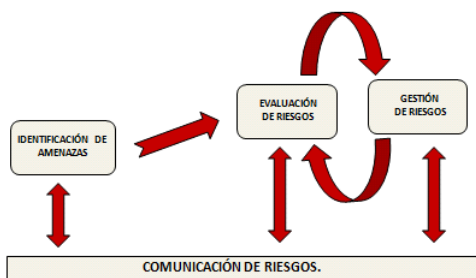 IDENTIFICACIÓN DE
AMENAZAS
EVALUACIÓN
DE RIESGOS
GESTIÓN
DE RIESGOS
COMUNICACIÓN DE RIESGOS.